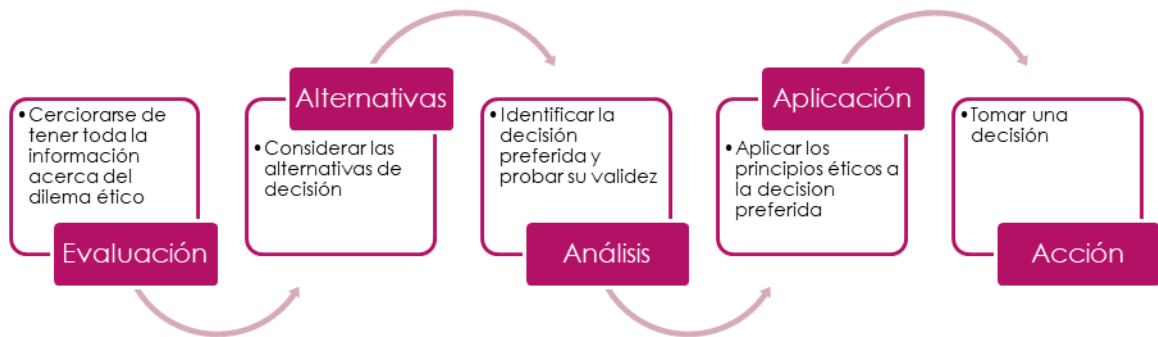 • Cerciorarse de
tener toda la
información
acerca del
dilema ético
Evaluación
Alternativas
• Considerar las
alternativas de
decisión
• Identificar la
decisión
preferida y
probar su validez
Análisis
Aplicación
• Aplicar los
principios éticos a
la decision
preferida
• Tomar una
decisión
Acción